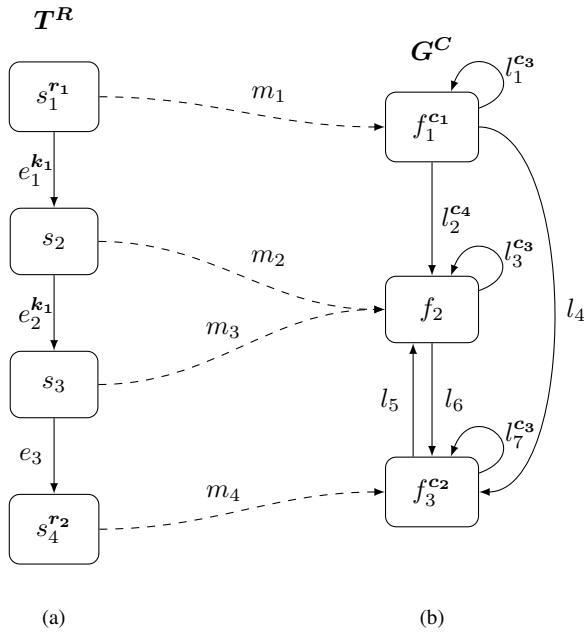 T^R
G^C
s_1^{r_1}
m_1
f_1^{c_1}
l_1^{c_3}
e_1^{k_1}
l_2^{c_4}
s_2
m_2
l_3^{c_3}
e_2^{k_1}
m_3
f_2
l_4
s_3
l_5
l_6
e_3
l_7^{c_3}
s_4^{r_2}
m_4
f_3^{c_2}
(a)
(b)